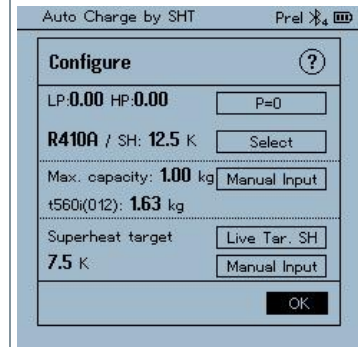 Auto Charge by SHT Prel 4
Configure ?
LP:0.00 HP:0.00 P=0
R410A / SH: 12.5 K Select
Max. capacity: 1.00 kg Manual Input
t560i(012): 1.63 kg
Superheat target Live Tar. SH
7.5 K Manual Input
OK